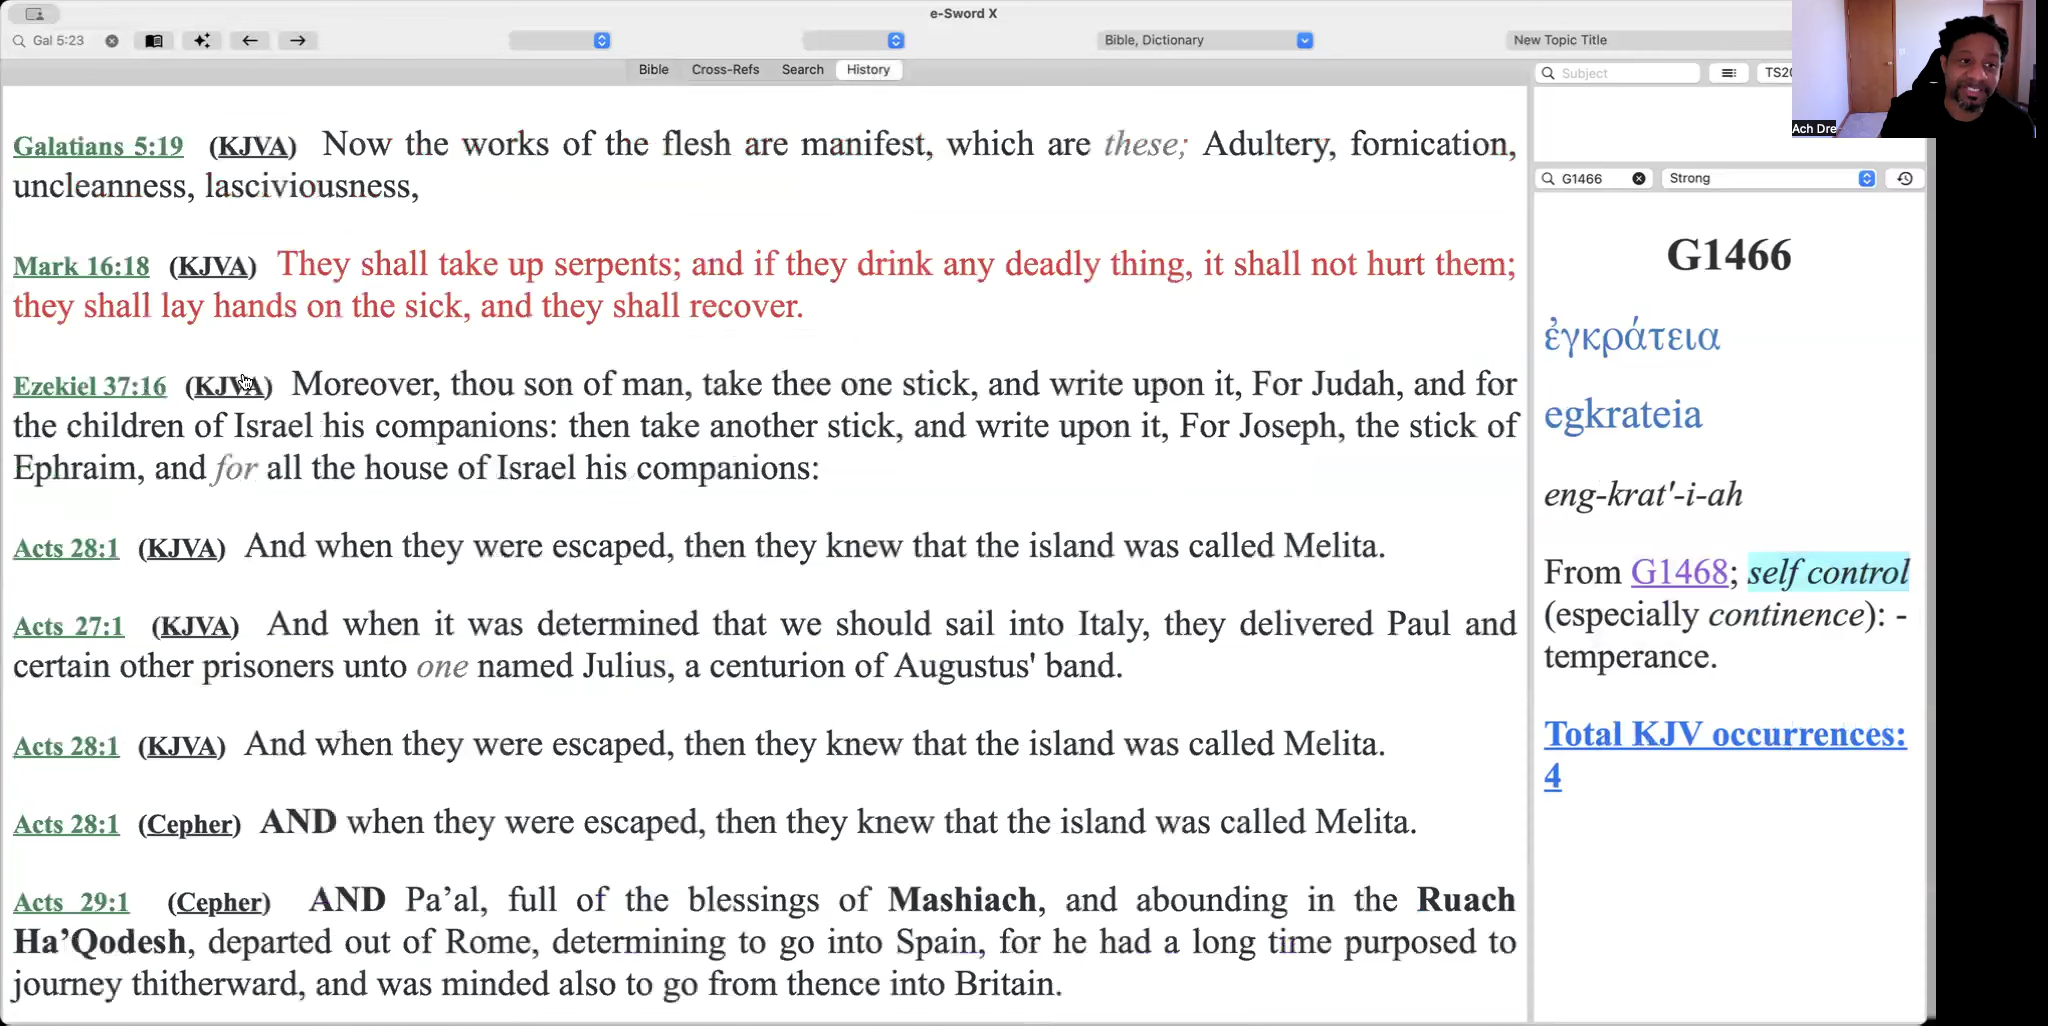 e-Sword X
Gal 5:23
Bible, Dictionary
New Topic Title
Bible Cross-Refs Search History
Subject
Ach Dre
Galatians 5:19 (KJVA) Now the works of the flesh are manifest, which are these; Adultery, fornication,
uncleanness, lasciviousness,
Mark 16:18 (KJVA) They shall take up serpents; and if they drink any deadly thing, it shall not hurt them;
they shall lay hands on the sick, and they shall recover.
Ezekiel 37:16 (KJVA) Moreover, thou son of man, take thee one stick, and write upon it, For Judah, and for
the children of Israel his companions: then take another stick, and write upon it, For Joseph, the stick of
Ephraim, and for all the house of Israel his companions:
Acts 28:1 (KJVA) And when they were escaped, then they knew that the island was called Melita.
Acts 27:1 (KJVA) And when it was determined that we should sail into Italy, they delivered Paul and
certain other prisoners unto one named Julius, a centurion of Augustus' band.
Acts 28:1 (KJVA) And when they were escaped, then they knew that the island was called Melita.
Acts 28:1 (Cepher) AND when they were escaped, then they knew that the island was called Melita.
Acts 29:1 (Cepher) AND Pa’al, full of the blessings of Mashiach, and abounding in the Ruach
Ha’Qodesh, departed out of Rome, determining to go into Spain, for he had a long time purposed to
journey thitherward, and was minded also to go from thence into Britain.
G1466
Strong
G1466
ἐγκράτεια
egkrateia
eng-krat'-i-ah
From G1468; self control
(especially continence): -
temperance.
Total KJV occurrences:
4